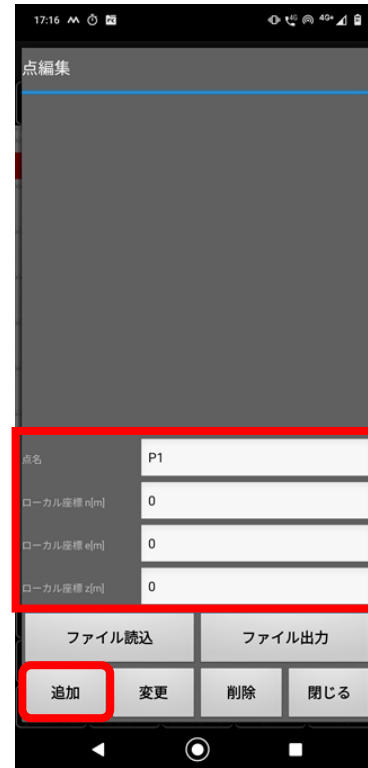 17:16 4G 4G+
点編集
点名 P1
ローカル座標 n[m] 0
ローカル座標 e[m] 0
ローカル座標 z[m] 0
ファイル読込 ファイル出力
追加 変更 削除 閉じる